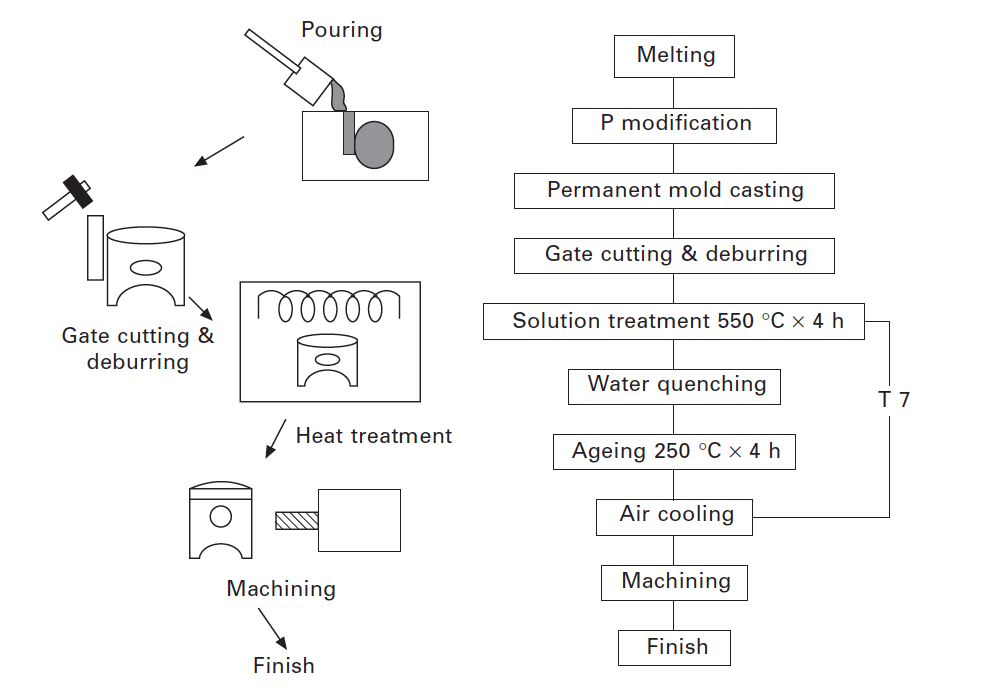 Pouring
Gate cutting &
deburring
Heat treatment
Machining
Finish
Melting
P modification
Permanent mold casting
Gate cutting & deburring
Solution treatment 550 °C × 4 h
Water quenching
Ageing 250 °C × 4 h
Air cooling
Machining
Finish
T 7